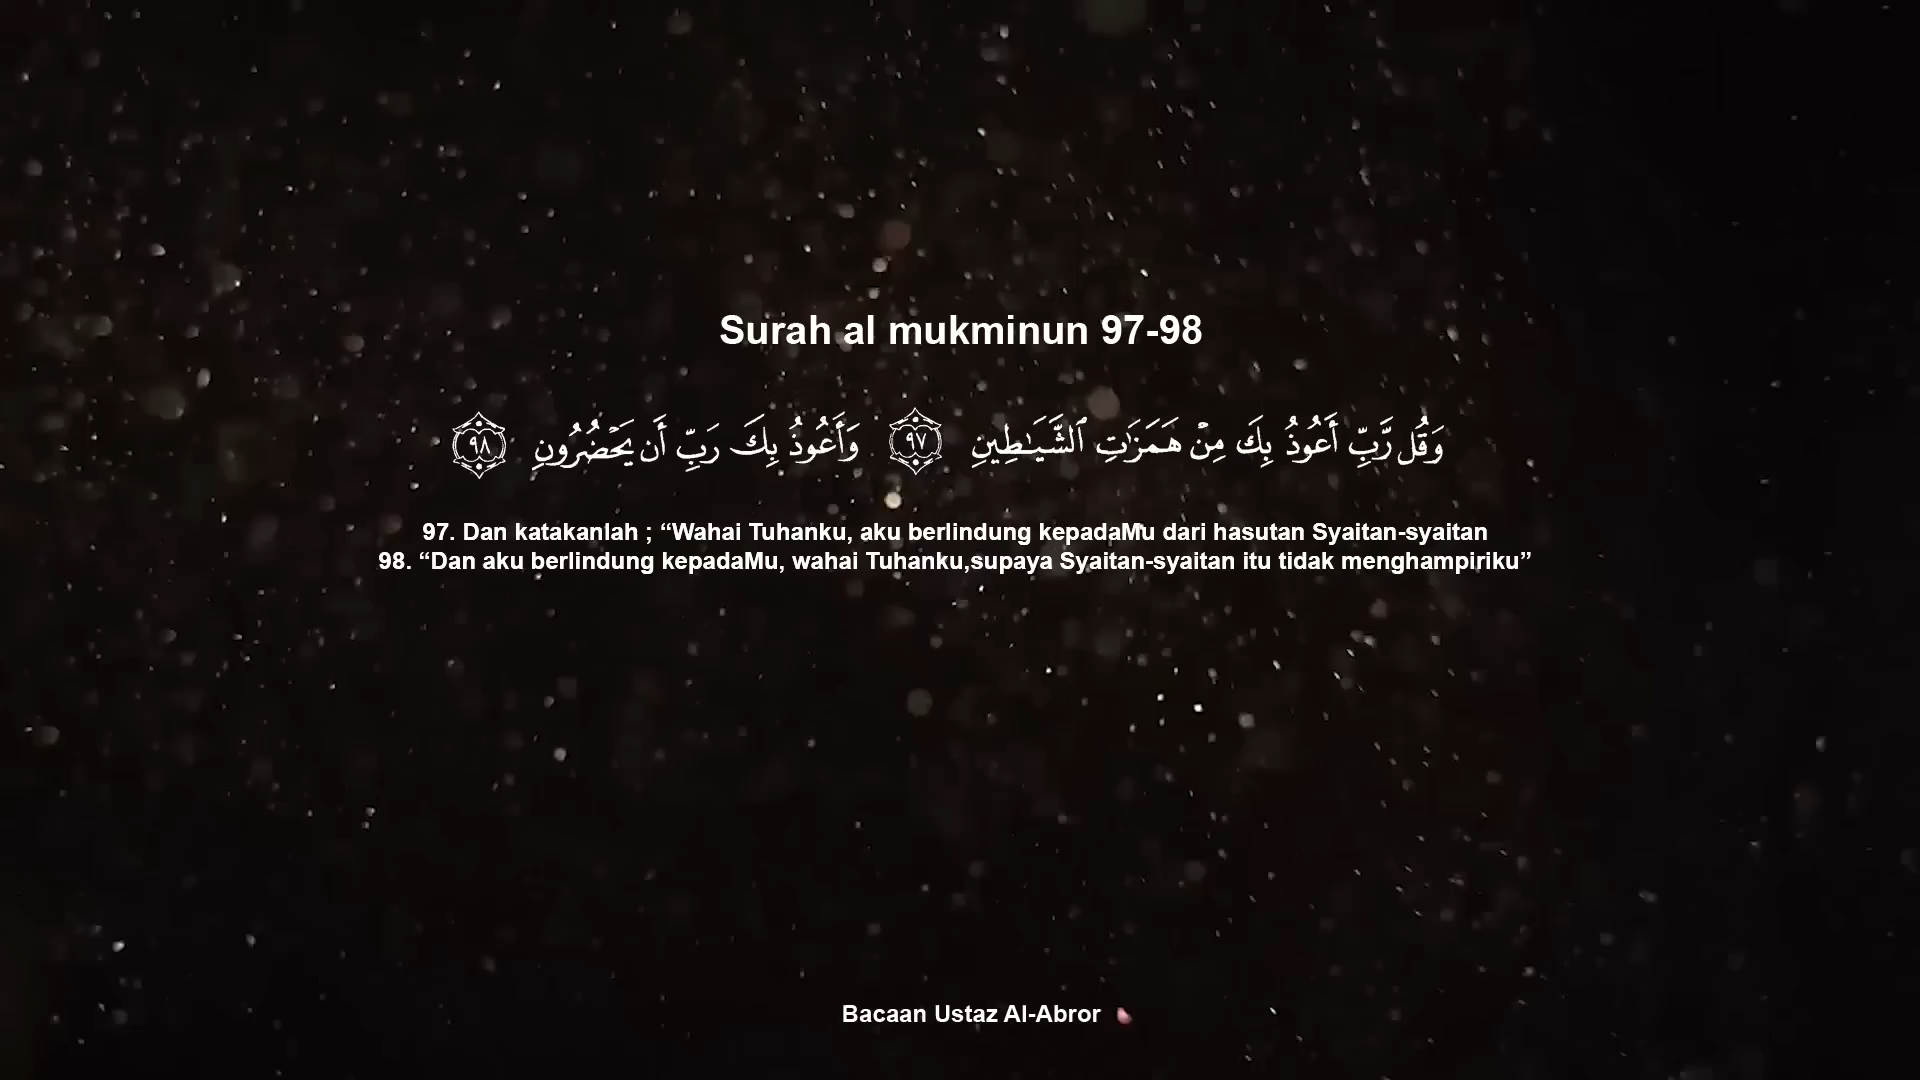 Surah al mukminun 97-98
وَقُل رَّبِّ أَعُوذُ بِكَ مِنْ هَمَزَٰتِ ٱلشَّيَـٰطِينِ ٩٧ وَأَعُوذُ بِكَ رَبِّ أَن يَحْضُرُونِ ٩٨
97. Dan katakanlah ; “Wahai Tuhanku, aku berlindung kepadaMu dari hasutan Syaitan-syaitan
98. “Dan aku berlindung kepadaMu, wahai Tuhanku,supaya Syaitan-syaitan itu tidak menghampiriku”
Bacaan Ustaz Al-Abror